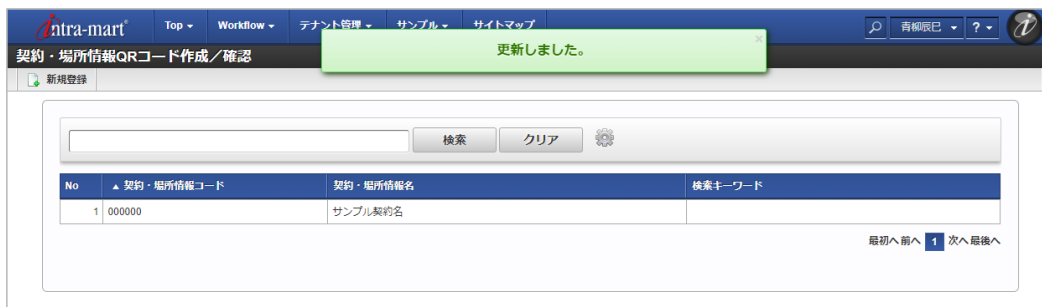 intra-mart Top Workflow テナント管理 サンプル サイトマップ 青柳辰巳 ?
更新しました。 ×
契約・場所情報QRコード作成／確認
新規登録
検索 クリア
No ▲ 契約・場所情報コード 契約・場所情報名 検索キーワード
1 000000 サンプル契約名
最初へ 前へ 1 次へ 最後へ